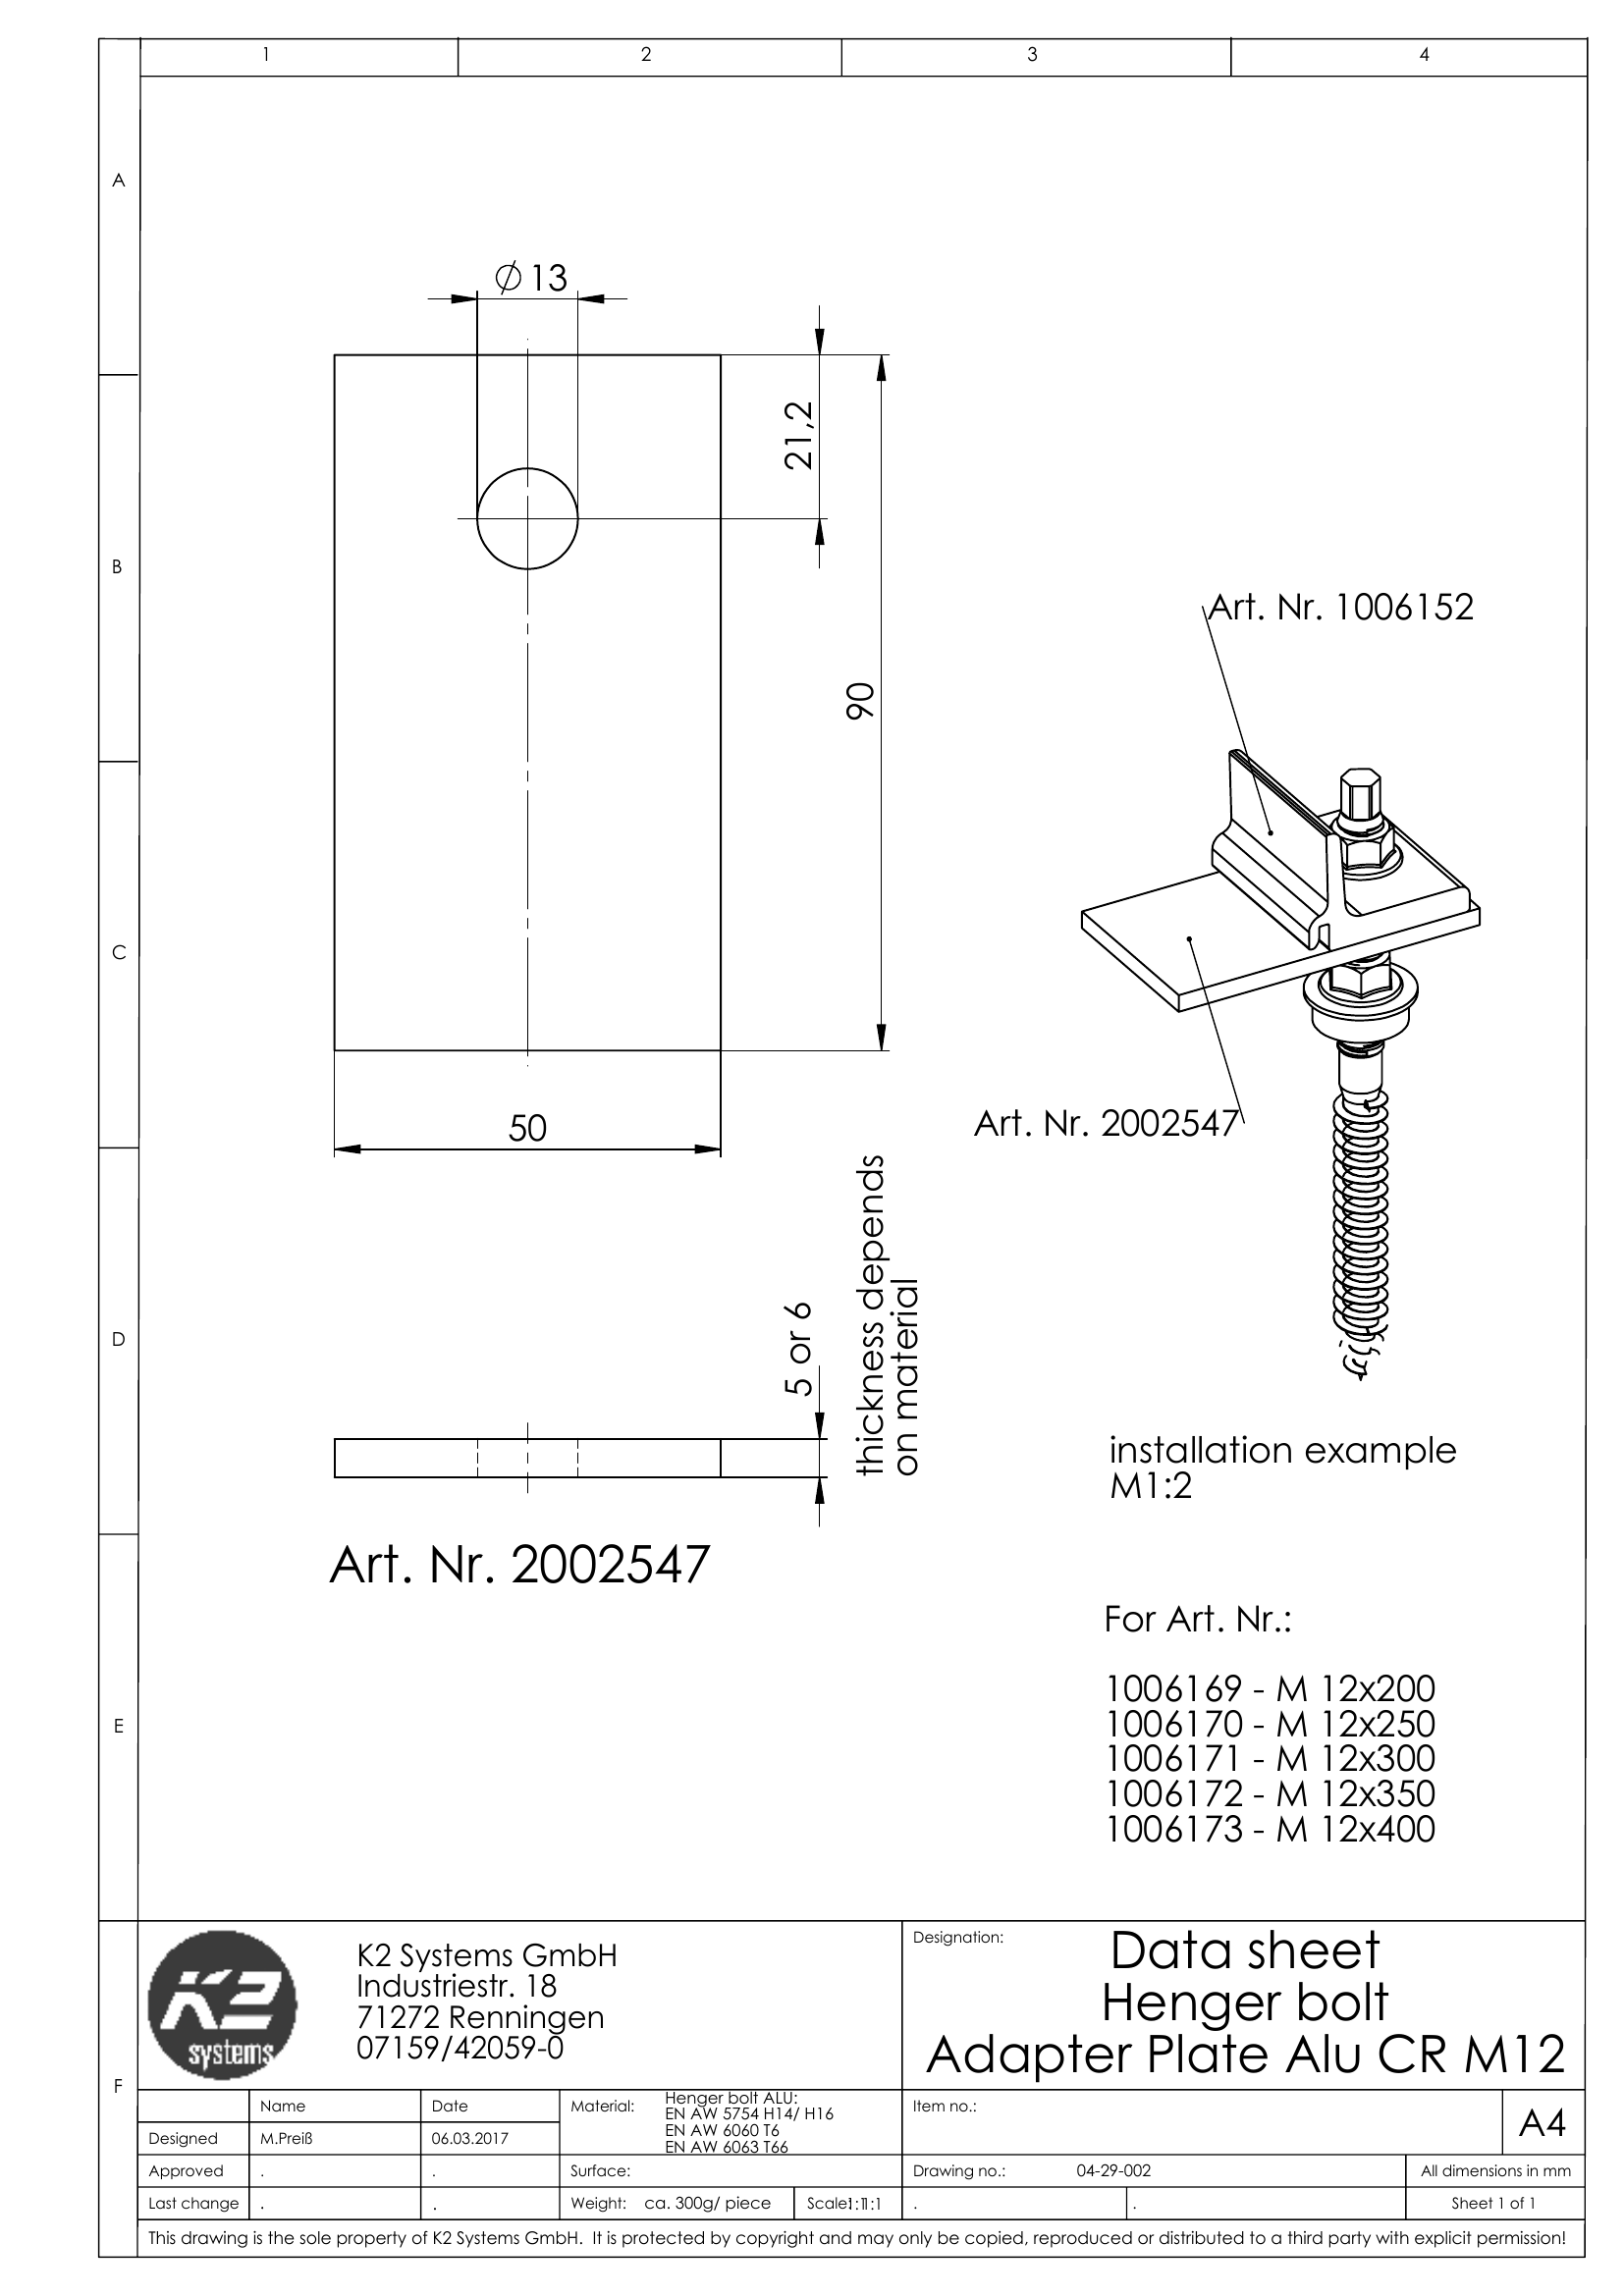 1 2 3 4
A
B
C
D
E
F
∅ 13
21,2
90
50
Art. Nr. 1006152
Art. Nr. 2002547
5 or 6
thickness depends
on material
Art. Nr. 2002547
installation example
M1:2
For Art. Nr.:
1006169 - M 12x200
1006170 - M 12x250
1006171 - M 12x300
1006172 - M 12x350
1006173 - M 12x400
K2
systems
K2 Systems GmbH
Industriestr. 18
71272 Renningen
07159/42059-0
Designation:
Data sheet
Henger bolt
Adapter Plate Alu CR M12
Name Date
Designed M.Preiß 06.03.2017
Approved . .
Last change . .
Material:
Henger bolt ALU:
EN AW 5754 H14/ H16
EN AW 6060 T6
EN AW 6063 T66
Surface:
Weight: ca. 300g/ piece
Item no.:
A4
Drawing no.: 04-29-002
All dimensions in mm
. .
Sheet 1 of 1
This drawing is the sole property of K2 Systems GmbH. It is protected by copyright and may only be copied, reproduced or distributed to a third party with explicit permission!